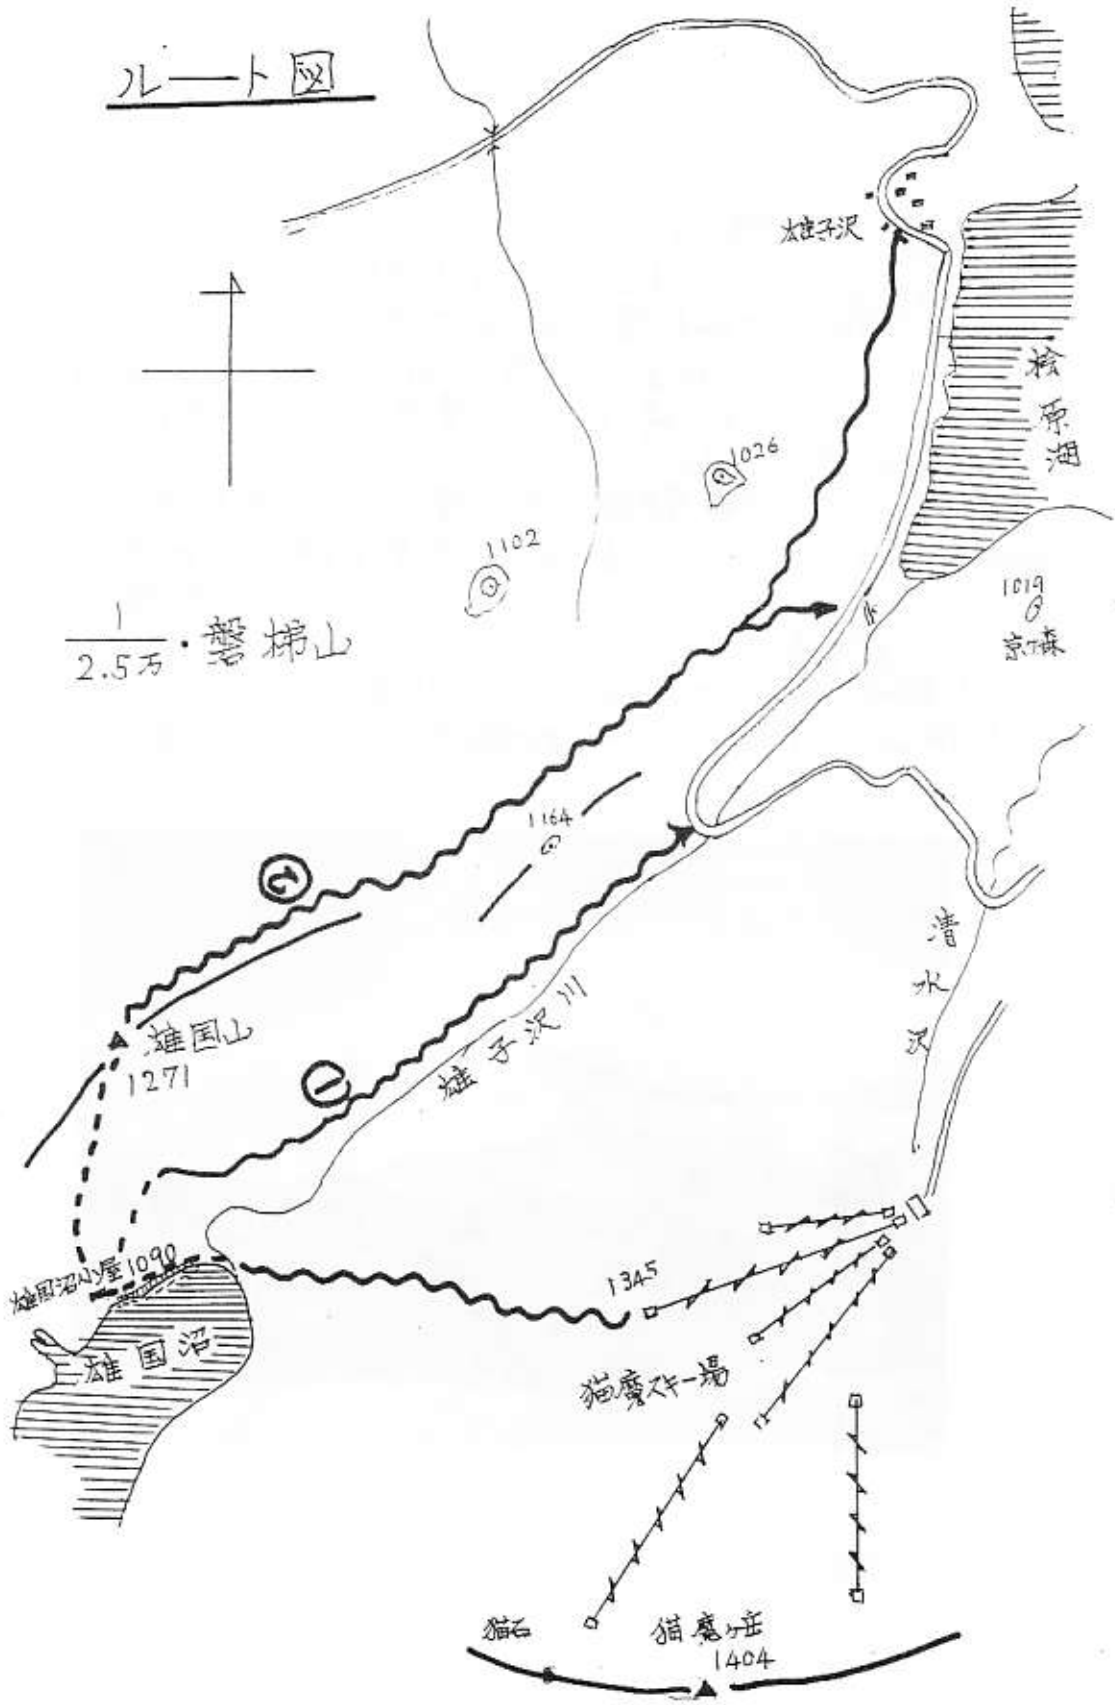 ルート図
雄子沢
桧原湖
1026
1102
1019
京ヶ森
1
2.5万・磐梯山
1164
2
清水沢
雄国山
1271
1
雄子沢川
雄国沼小屋1090
1345
雄国沼
猫魔スキー場
猫石
猫魔ヶ岳
1404